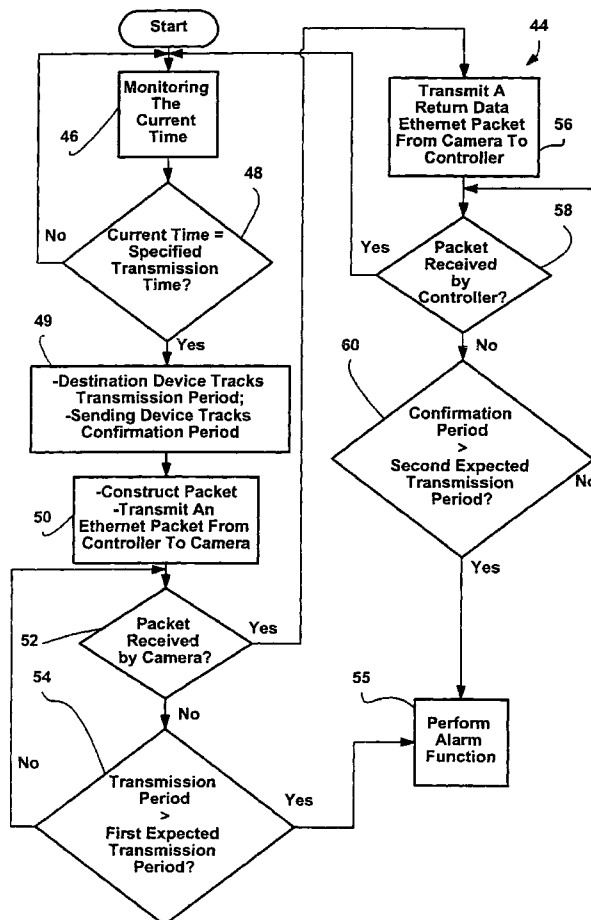 Start
44
Monitoring
The
Current
Time
46
Transmit A
Return Data
Ethernet Packet
From Camera To
Controller
56
48
No
Current Time =
Specified
Transmission
Time?
Yes
58
Yes
Packet
Received
by
Controller?
No
49
-Destination Device Tracks
Transmission Period;
-Sending Device Tracks
Confirmation Period
60
Confirmation
Period
>
Second Expected
Transmission
Period?
No
Yes
50
-Construct Packet
-Transmit An
Ethernet Packet From
Controller To Camera
52
Packet
Received
by Camera?
Yes
No
54
No
Transmission
Period
>
First Expected
Transmission
Period?
Yes
55
Perform
Alarm
Function